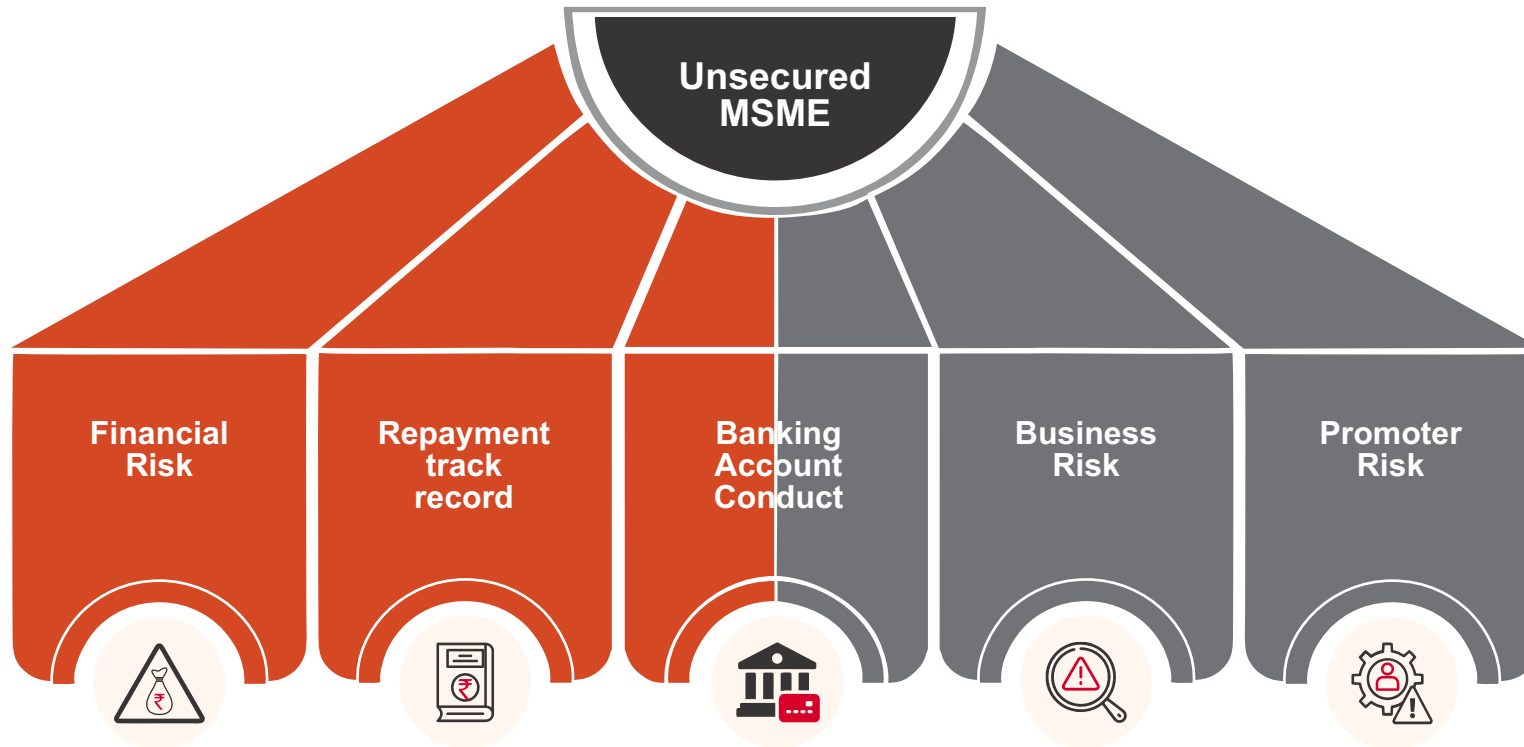 Unsecured
MSME
Financial
Risk
Repayment
track
record
Banking
Account
Conduct
Business
Risk
Promoter
Risk
₹
₹